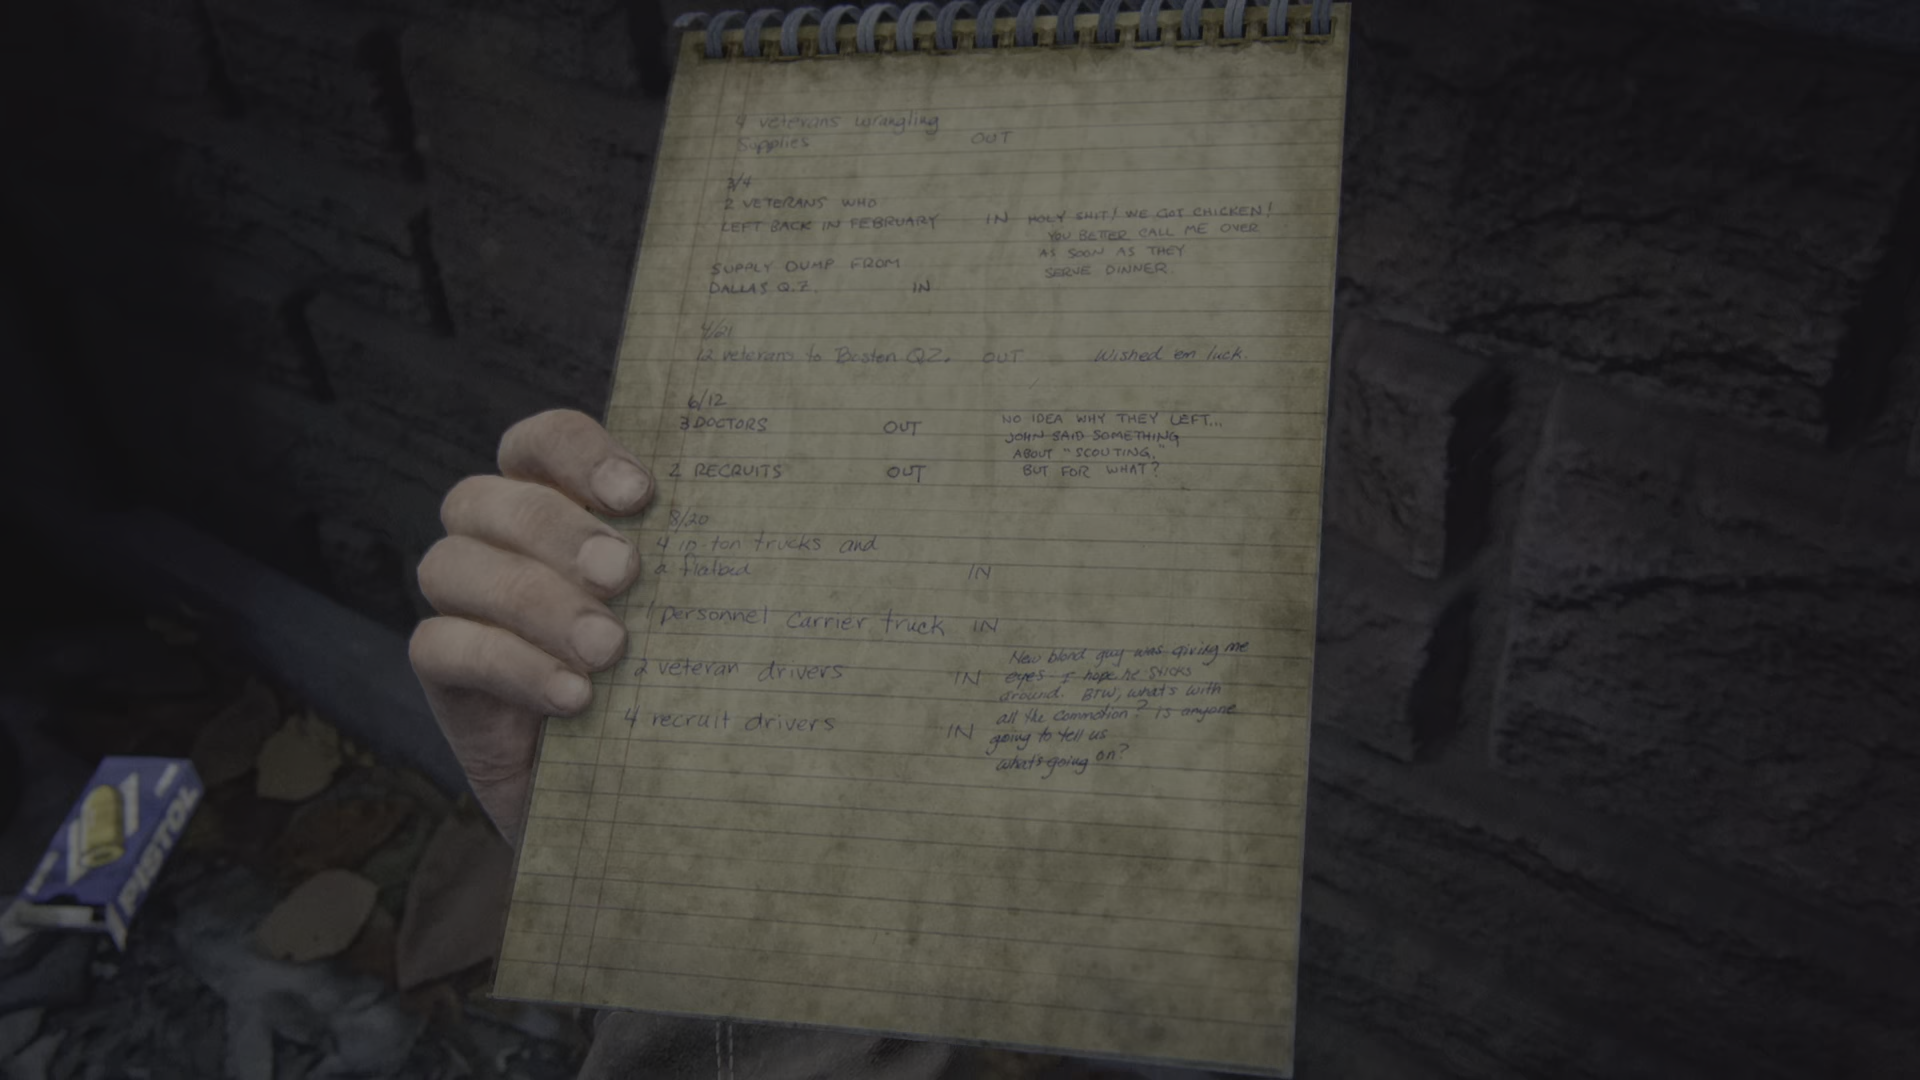 4 veterans wrangling
supplies OUT
3/4
2 VETERANS WHO
LEFT BACK IN FEBRUARY IN HOLY SHIT! WE GOT CHICKEN!
YOU BETTER CALL ME OVER
AS SOON AS THEY
SERVE DINNER.
SUPPLY DUMP FROM
DALLAS Q.Z. IN
4/21
12 veterans to Boston QZ. OUT Wished em luck.
6/12
3 DOCTORS OUT NO IDEA WHY THEY LEFT...
JOHN SAID SOMETHING
ABOUT "SCOUTING,"
BUT FOR WHAT?
2 RECRUITS OUT
8/20
4 10-ton trucks and
a flatbed IN
1 personnel carrier truck IN
2 veteran drivers IN
New blond guy was giving me
eyes. I hope he sticks
around. BTW, what's with
all the commotion? Is anyone
going to tell us
what's going on?
4 recruit drivers IN
PISTOL